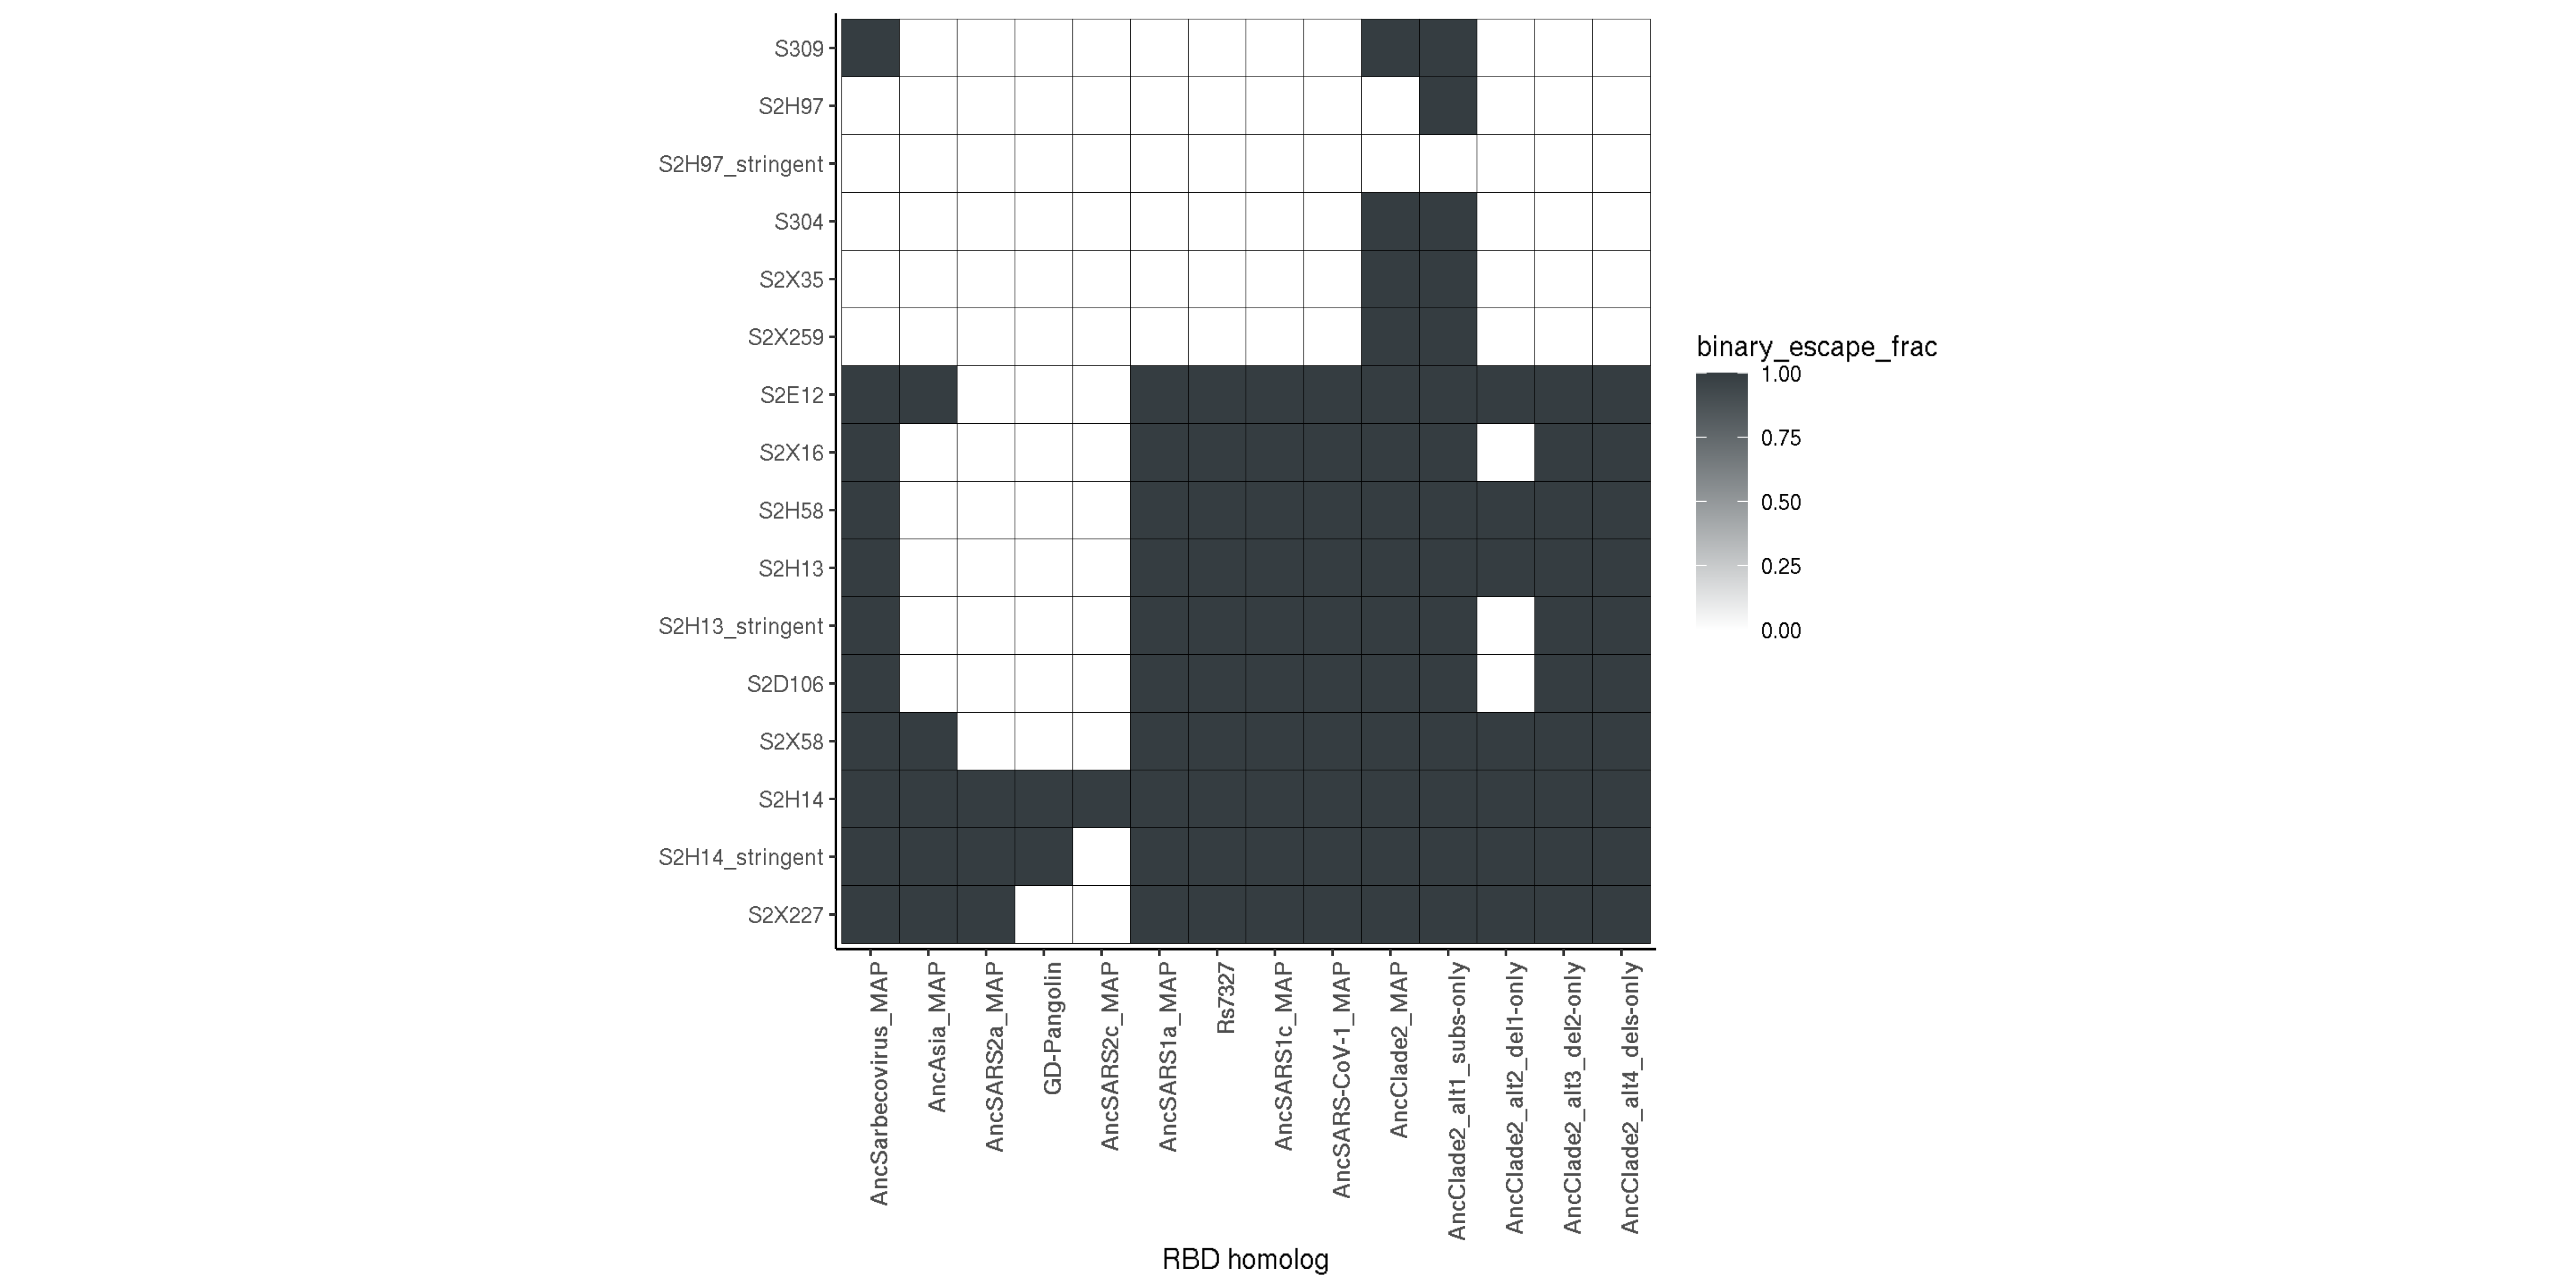 S309
S2H97
S2H97_stringent
S304
S2X35
S2X259
S2E12
S2X16
S2H58
S2H13
S2H13_stringent
S2D106
S2X58
S2H14
S2H14_stringent
S2X227
AncSarbecovirus_MAP
AncAsia_MAP
AncSARS2a_MAP
GD-Pangolin
AncSARS2c_MAP
AncSARS1a_MAP
Rs7327
AncSARS1c_MAP
AncSARS-CoV-1_MAP
AncClade2_MAP
AncClade2_alt1_subs-only
AncClade2_alt2_del1-only
AncClade2_alt3_del2-only
AncClade2_alt4_dels-only
RBD homolog
binary_escape_frac
1.00
0.75
0.50
0.25
0.00